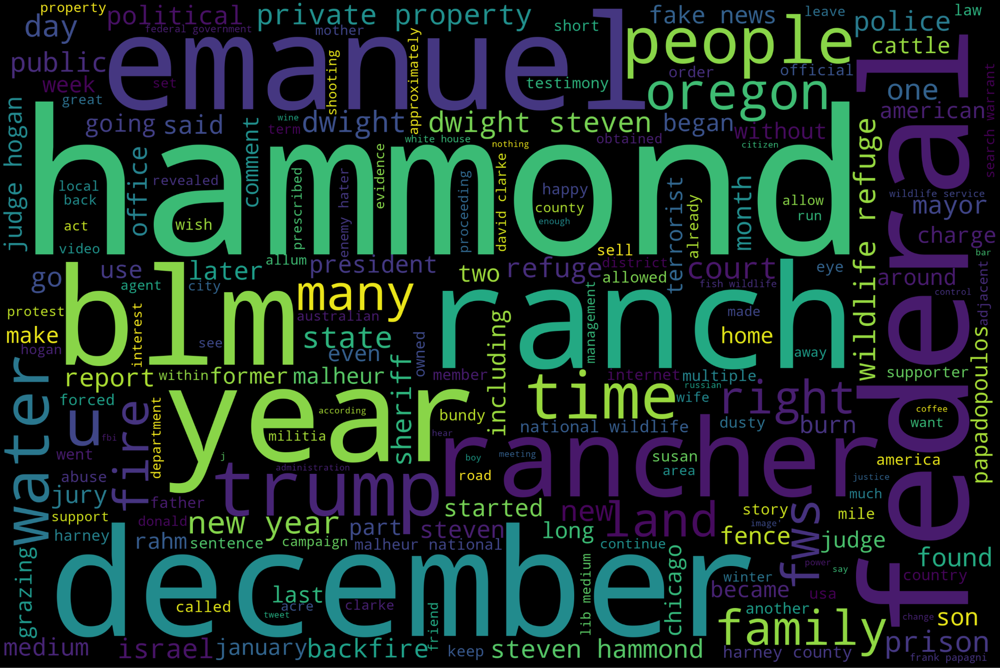 property
political
private property
fake news
leave
law
day
federal government
mother
short
police
emanuel
people
cattle
public
shooting
approximately
order
official
week
set
testimony
oregon
one
search warrant
great
american
judge hogan
going
said
comment
wine
term
dwight
dwight steven
began
without
wildlife refuge
federal
office
white house
nothing
obtained
citizen
hammond
local
back
revealed
prescribed
enemy hater
evidence
proceeding
david clarke
happy
county
enough
terrorist
already
month
allow
run
wildlife service
mayor
act
wish
video
charge
sell
go
use
later
allum
president
two
refuge
district
allowed
court
eye
bar
agent
city
blm
many
ranch
fish wildlife
around
control
adjacent
protest
interest
australian
management
made
make
hogan
see
state
even
owned
including
home
away
papadopoulos
water
report
within
former
malheur
sheriff
member
internet
multiple
russian
wife
right
supporter
forced
u
fire
department
year
according
bundy
time
coffee
want
fbi
militia
hear
national wildlife
dusty
burn
went
j
trump
rancher
boy
meeting
susan
area
america
abuse
administration
road
justice
jury
father
much
support
donald
new year
started
new
land
story
fws
mile
image'
harney
rahm
sentence
campaign
part
steven
malheur national
long
continue
fence
judge
grazing
december
lib medium
chicago
power
say
found
winter
country
called
last
acre
tweet
clarke
friend
became
usa
another
family
change
son
medium
israel
january
backfire
keep
steven hammond
harney county
prison
frank papagni